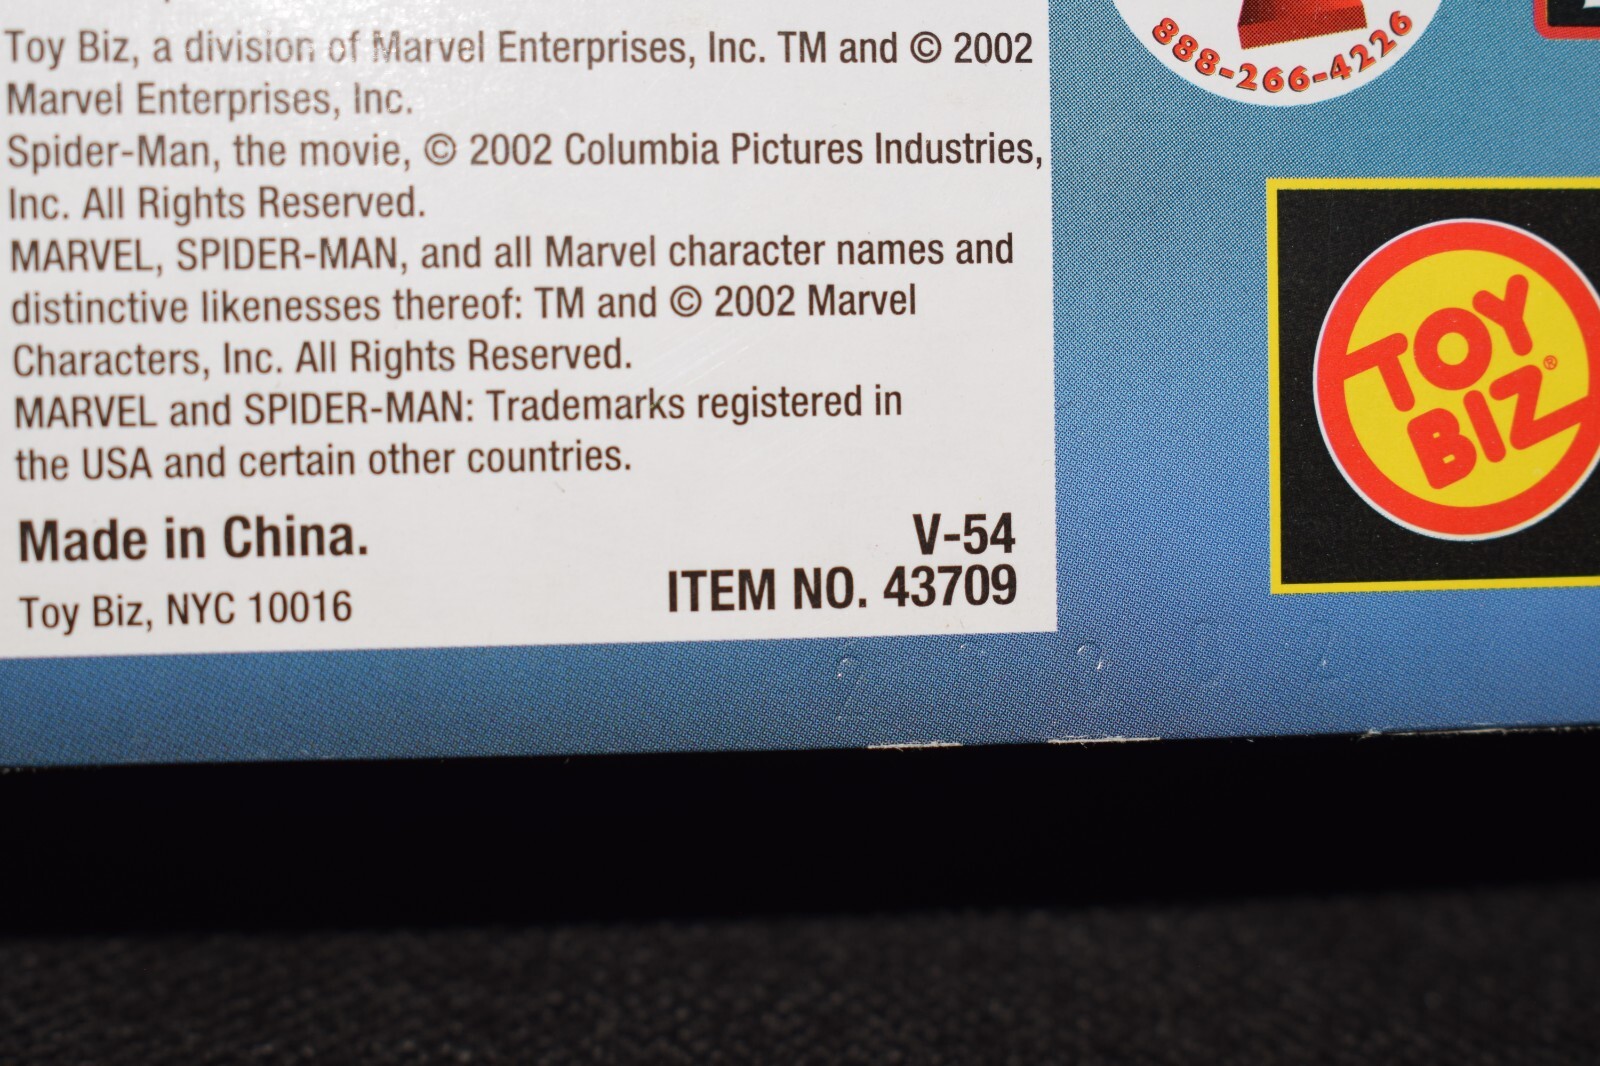 Toy Biz, a division of Marvel Enterprises, Inc. TM and © 2002
Marvel Enterprises, Inc.
Spider-Man, the movie, © 2002 Columbia Pictures Industries,
Inc. All Rights Reserved.
MARVEL, SPIDER-MAN, and all Marvel character names and
distinctive likenesses thereof: TM and © 2002 Marvel
Characters, Inc. All Rights Reserved.
MARVEL and SPIDER-MAN: Trademarks registered in
the USA and certain other countries.
Made in China.
Toy Biz, NYC 10016
V-54
ITEM NO. 43709
888-266-4226
TOY
BIZ®